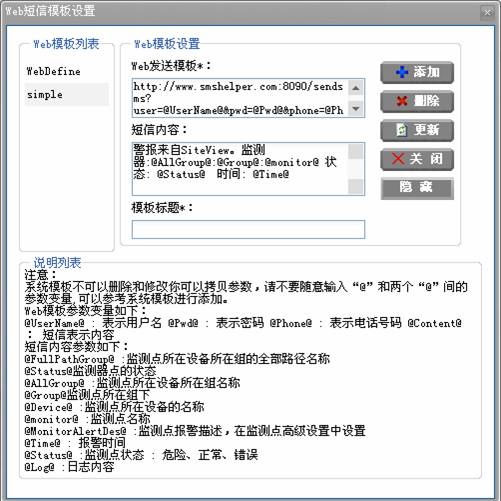 Web短信模板设置
Web模板列表
WebDefine
simple
Web模板设置
Web发送模板*：
http://www.smshelper.com:8090/sends
ms?
user=@UserName@&pwd=@Pwd@&phone=@Ph
短信内容：
警报来自SiteView。监测
器:@AllGroup@:@Group@:@monitor@ 状
态: @Status@ 时间: @Time@
模板标题*：
添加
删除
更新
关 闭
隐 藏
说明列表
注意：
系统模板不可以删除和修改你可以拷贝参数，请不要随意输入“@”和两个“@”间的
参数变量,可以参考系统模板进行添加。
Web模板参数变量如下：
@UserName@ : 表示用户名 @Pwd@ : 表示密码 @Phone@ : 表示电话号码 @Content@
: 短信表示内容
短信内容参数如下：
@FullPathGroup@ :监测点所在设备所在组的全部路径名称
@Status@监测器点的状态
@AllGroup@ :监测点所在设备所在组名称
@Group@监测点所在组下
@Device@ :监测点所在设备的名称
@monitor@ :监测点名称
@MonitorAlertDes@ :监测点报警描述，在监测点高级设置中设置
@Time@ : 报警时间
@Status@ :监测点状态 : 危险、正常、错误
@Log@ :日志内容